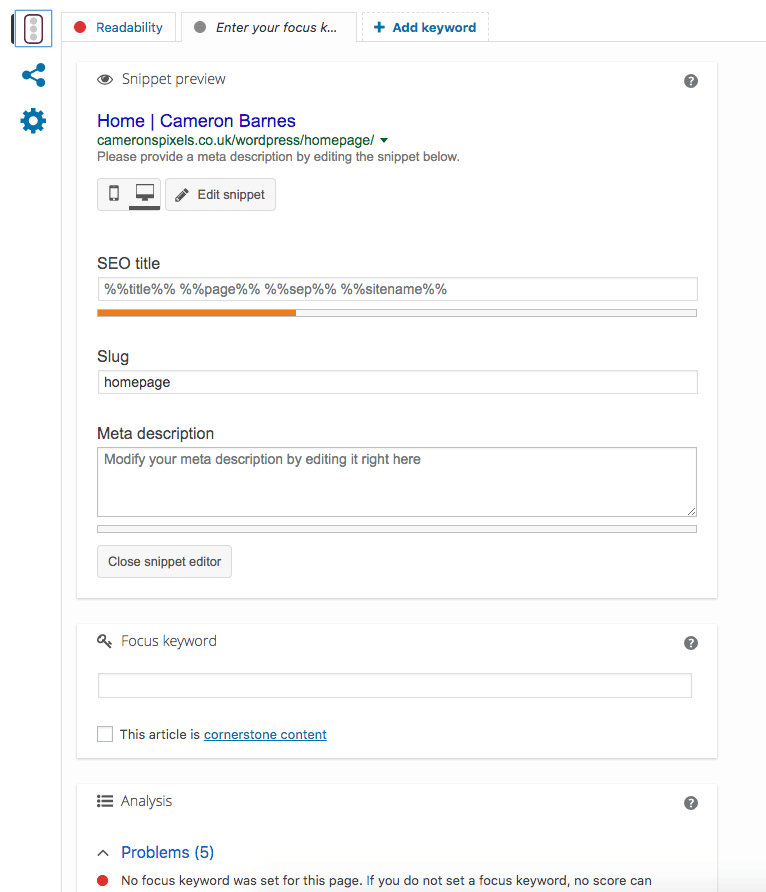 Readability
Enter your focus k...
+ Add keyword
Snippet preview
Home | Cameron Barnes
cameronspixels.co.uk/wordpress/homepage/
Please provide a meta description by editing the snippet below.
Edit snippet
SEO title
%%title%% %%page%% %%sep%% %%sitename%%
Slug
homepage
Meta description
Modify your meta description by editing it right here
Close snippet editor
Focus keyword
This article is cornerstone content
Analysis
Problems (5)
No focus keyword was set for this page. If you do not set a focus keyword, no score can